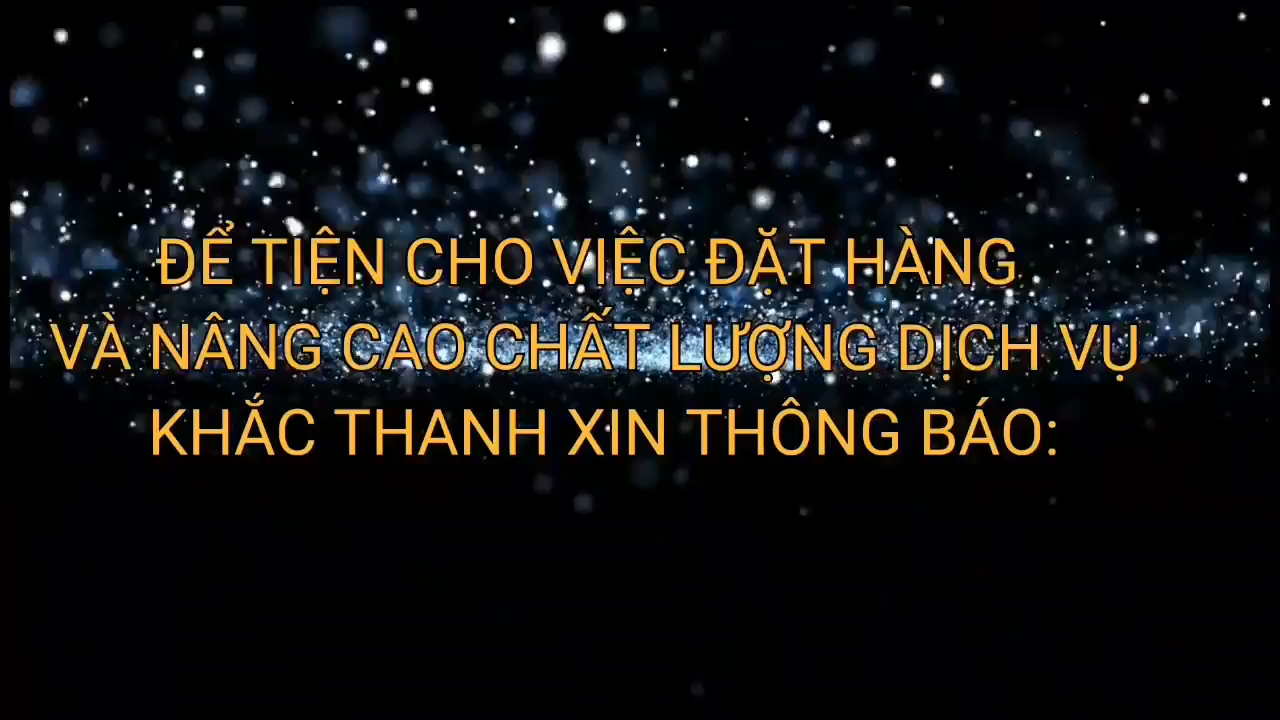 ĐỂ TIỆN CHO VIỆC ĐẶT HÀNG
VÀ NÂNG CAO CHẤT LƯỢNG DỊCH VỤ
KHẮC THANH XIN THÔNG BÁO: